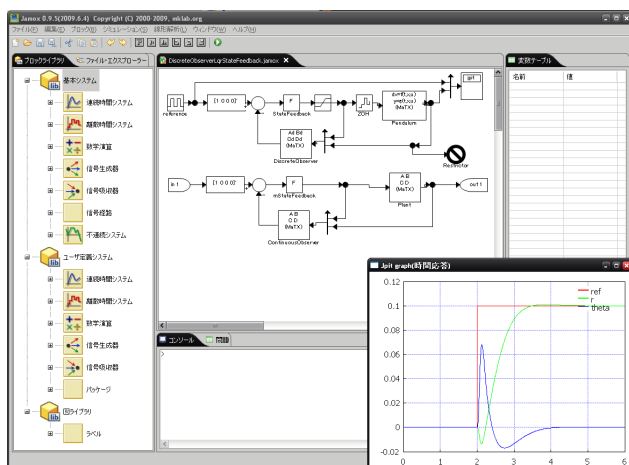 Jamox 0.9.5(2009.6.4) Copyright (C) 2000-2009, mklab.org
ファイル(F) 編集(E) ブロック(B) シミュレーション(S) 線形解析(L) ウィンドウ(W) ヘルプ(H)
ブロックライブラリ ファイル・エクスプローラー
基本システム
連続時間システム
離散時間システム
数学演算
信号生成器
信号吸収器
信号経路
不連続システム
ユーザ定義システム
連続時間システム
離散時間システム
数学演算
信号生成器
信号吸収器
パッケージ
図ライブラリ
ラベル
DiscreteObserverLqrStateFeedback.jamox
reference
[1 0 0 0]'
F
StateFeedback
ZOH
dx=f(t,x,u)
y=g(t,x,u)
(MaTX)
Pendulum
jpit
Ad Bd
Cd Dd
(MaTX)
DiscreteObserver
Restrictor
in 1
[1 0 0 0]'
F
mStateFeedback
A B
C D
(MaTX)
Plant
out1
A B
C D
(MaTX)
ContinuousObserver
コンソール 問題
>
変数テーブル
名前 値
Jpit graph(時間応答)
ref
r
theta
0.12
0.1
0.08
0.06
0.04
0.02
0
-0.02
0 1 2 3 4 5 6